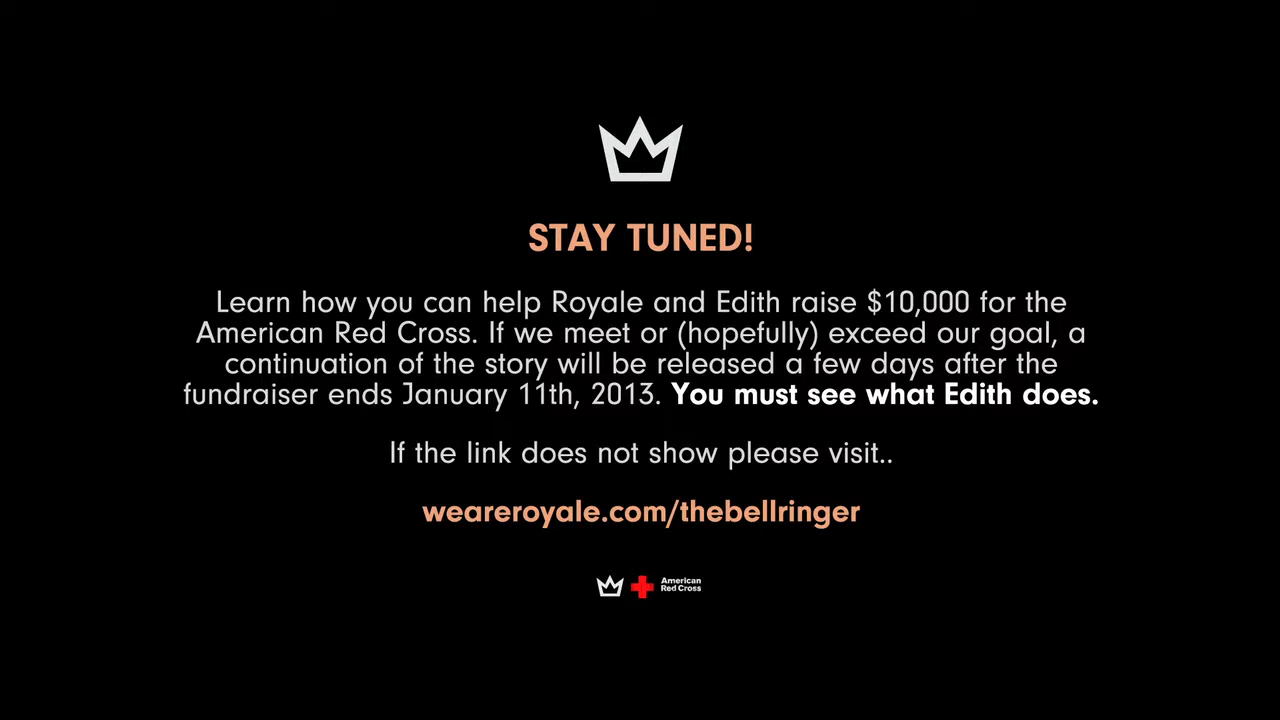 STAY TUNED!
Learn how you can help Royale and Edith raise $10,000 for the
American Red Cross. If we meet or (hopefully) exceed our goal, a
continuation of the story will be released a few days after the
fundraiser ends January 11th, 2013. You must see what Edith does.
If the link does not show please visit..
weareroyale.com/thebellringer
American
Red Cross